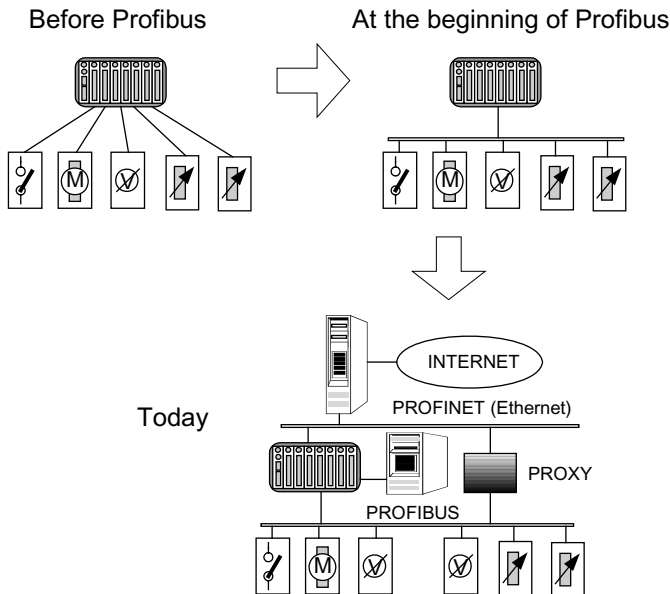 Before Profibus
At the beginning of Profibus
M
V
M
V
INTERNET
PROFINET (Ethernet)
Today
PROXY
PROFIBUS
M
V
V